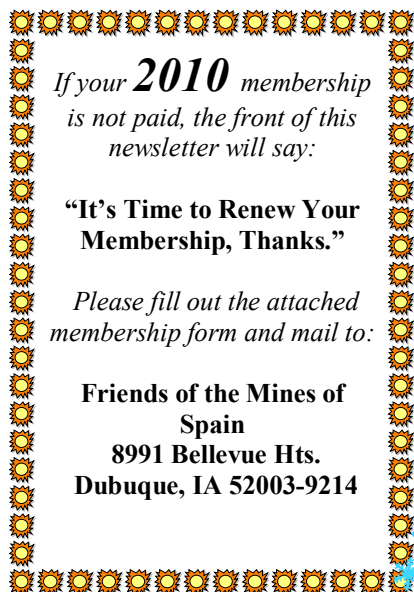 If your 2010 membership
is not paid, the front of this
newsletter will say:
“It’s Time to Renew Your
Membership, Thanks.”
Please fill out the attached
membership form and mail to:
Friends of the Mines of
Spain
8991 Bellevue Hts.
Dubuque, IA 52003-9214